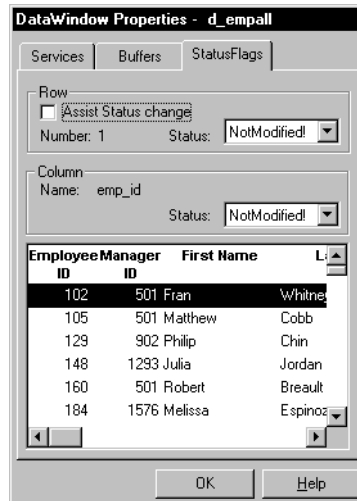 DataWindow Properties - d_empall
Services Buffers StatusFlags
Row
Assist Status change
Number: 1 Status: NotModified!
Column
Name: emp_id
Status: NotModified!
Employee Manager First Name L
ID ID
102 501 Fran Whitney
105 501 Matthew Cobb
129 902 Philip Chin
148 1293 Julia Jordan
160 501 Robert Breault
184 1576 Melissa Espinoz
OK Help